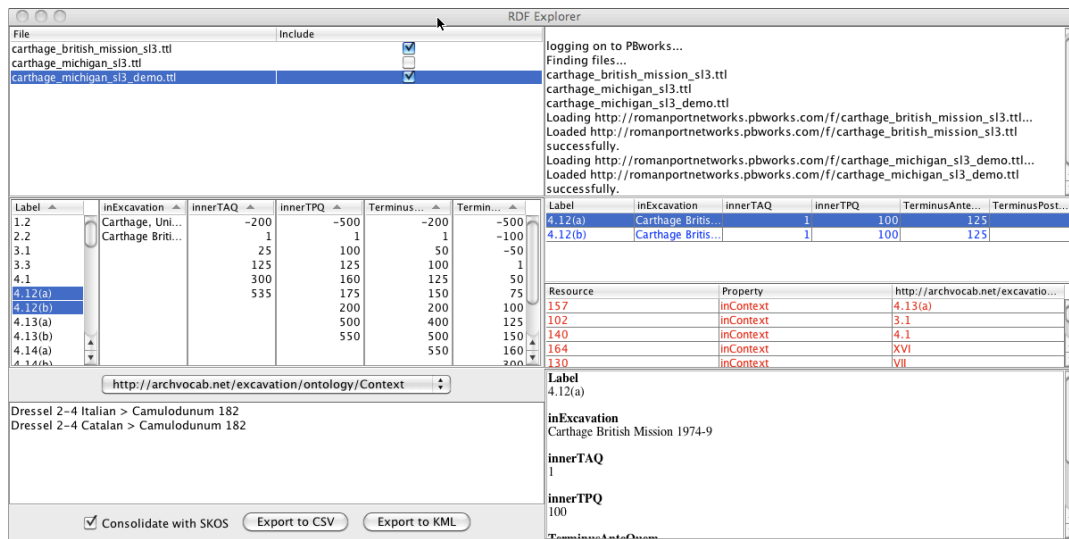 RDF Explorer
File Include
carthage_british_mission_sl3.ttl
carthage_michigan_sl3.ttl
carthage_michigan_sl3_demo.ttl
logging on to PBworks...
Finding files...
carthage_british_mission_sl3.ttl
carthage_michigan_sl3.ttl
carthage_michigan_sl3_demo.ttl
Loading http://romanportnetworks.pbworks.com/f/carthage_british_mission_sl3.ttl...
Loaded http://romanportnetworks.pbworks.com/f/carthage_british_mission_sl3.ttl
successfully.
Loading http://romanportnetworks.pbworks.com/f/carthage_michigan_sl3_demo.ttl...
Loaded http://romanportnetworks.pbworks.com/f/carthage_michigan_sl3_demo.ttl
successfully.
Label inExcavation innerTAQ innerTPQ Terminus... Termin...
1.2 Carthage, Uni... -200 -500 -200 -500
2.2 Carthage Briti... 1 1 1 -100
3.1 25 100 50 -50
3.3 125 125 100 1
4.1 300 160 125 50
4.12(a) 535 175 150 75
4.12(b) 200 200 100
4.13(a) 500 400 125
4.13(b) 550 500 150
4.14(a) 550 160
4.14(b) 300
Label inExcavation innerTAQ innerTPQ TerminusAnte... TerminusPost...
4.12(a) Carthage Britis... 1 100 125
4.12(b) Carthage Britis... 1 100 125
Resource Property http://archvocab.net/excavatio...
157 inContext 4.13(a)
102 inContext 3.1
140 inContext 4.1
164 inContext XVI
130 inContext VII
http://archvocab.net/excavation/ontology/Context
Dressel 2-4 Italian > Camulodunum 182
Dressel 2-4 Catalan > Camulodunum 182
Consolidate with SKOS Export to CSV Export to KML
Label
4.12(a)
inExcavation
Carthage British Mission 1974-9
innerTAQ
1
innerTPQ
100
TerminusAnteQuem